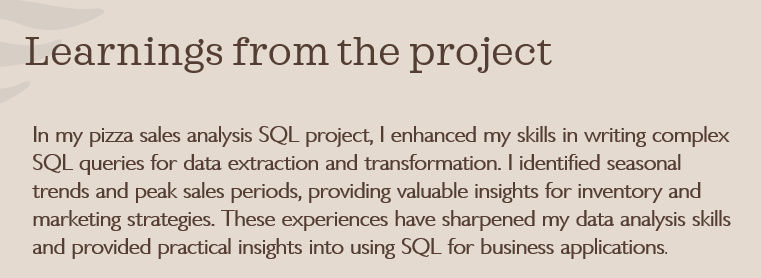 Learnings from the project
In my pizza sales analysis SQL project, I enhanced my skills in writing complex
SQL queries for data extraction and transformation. I identified seasonal
trends and peak sales periods, providing valuable insights for inventory and
marketing strategies. These experiences have sharpened my data analysis skills
and provided practical insights into using SQL for business applications.